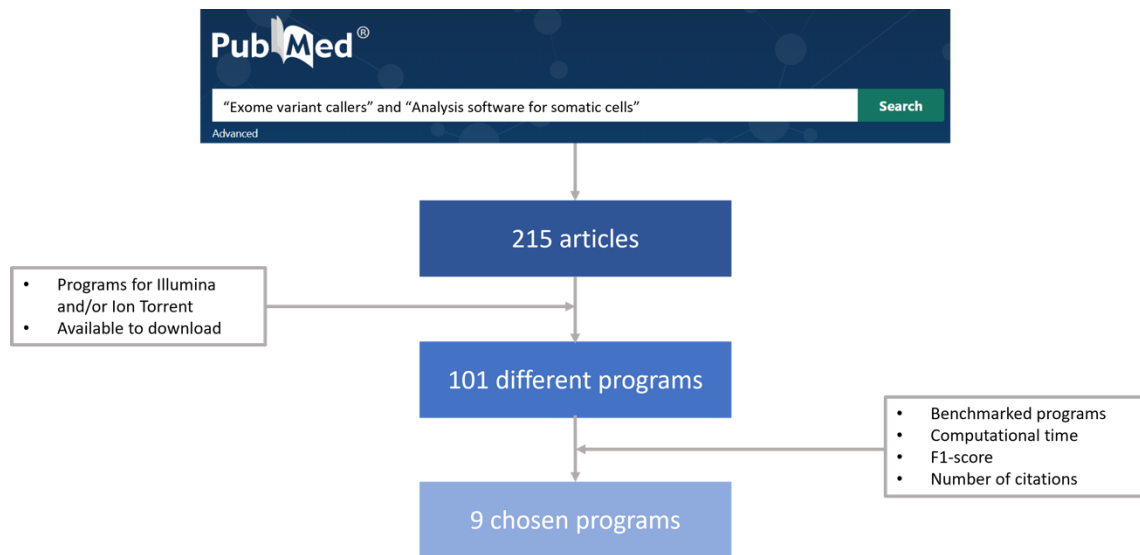 PubMed®
“Exome variant callers” and “Analysis software for somatic cells”
Search
Advanced
215 articles
• Programs for Illumina
and/or Ion Torrent
• Available to download
101 different programs
• Benchmarked programs
• Computational time
• F1-score
• Number of citations
9 chosen programs